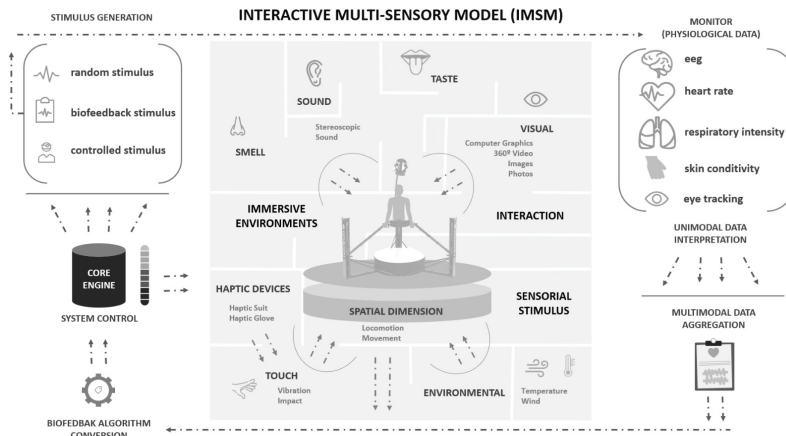 STIMULUS GENERATION
INTERACTIVE MULTI-SENSORY MODEL (IMSM)
MONITOR
(PHYSIOLOGICAL DATA)
random stimulus
biofeedback stimulus
controlled stimulus
SOUND
Stereoscopic
Sound
TASTE
SMELL
VISUAL
Computer Graphics
360º Video
Images
Photos
eeg
heart rate
respiratory intensity
skin conditivity
eye tracking
IMMERSIVE
ENVIRONMENTS
INTERACTION
UNIMODAL DATA
INTERPRETATION
CORE
ENGINE
SYSTEM CONTROL
HAPTIC DEVICES
Haptic Suit
Haptic Glove
SPATIAL DIMENSION
Locomotion
Movement
SENSORIAL
STIMULUS
MULTIMODAL DATA
AGGREGATION
TOUCH
Vibration
Impact
ENVIRONMENTAL
Temperature
Wind
BIOFEDBAK ALGORITHM
CONVERSION